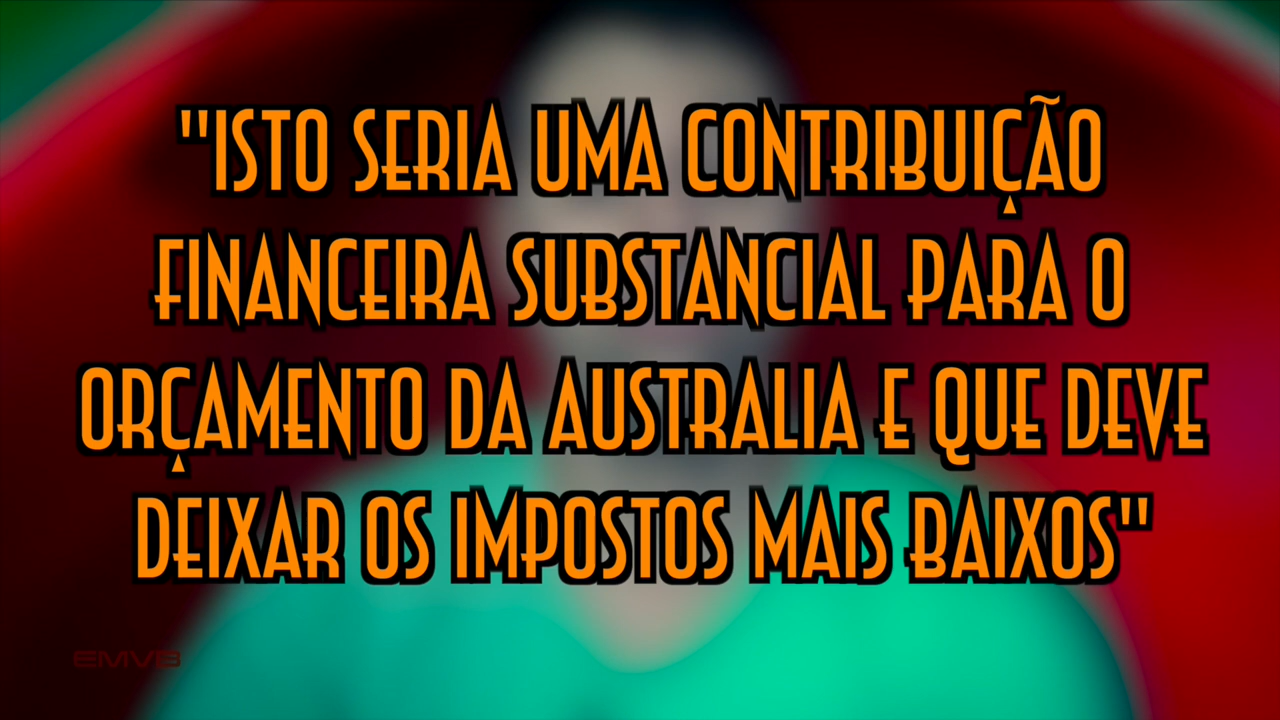 "ISTO SERIA UMA CONTRIBUIÇÃO
FINANCEIRA SUBSTANCIAL PARA O
ORÇAMENTO DA AUSTRALIA E QUE DEVE
DEIXAR OS IMPOSTOS MAIS BAIXOS"
EMVB